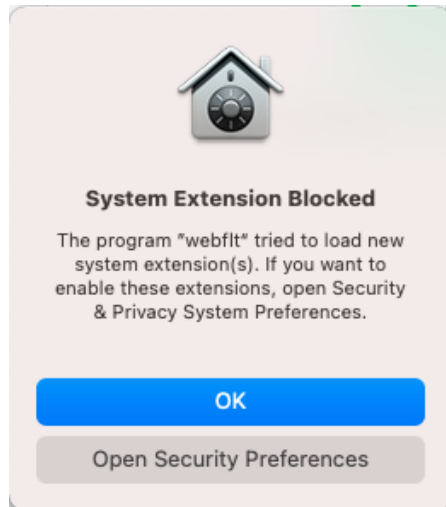 System Extension Blocked
The program "webflt" tried to load new
system extension(s). If you want to
enable these extensions, open Security
& Privacy System Preferences.
OK
Open Security Preferences